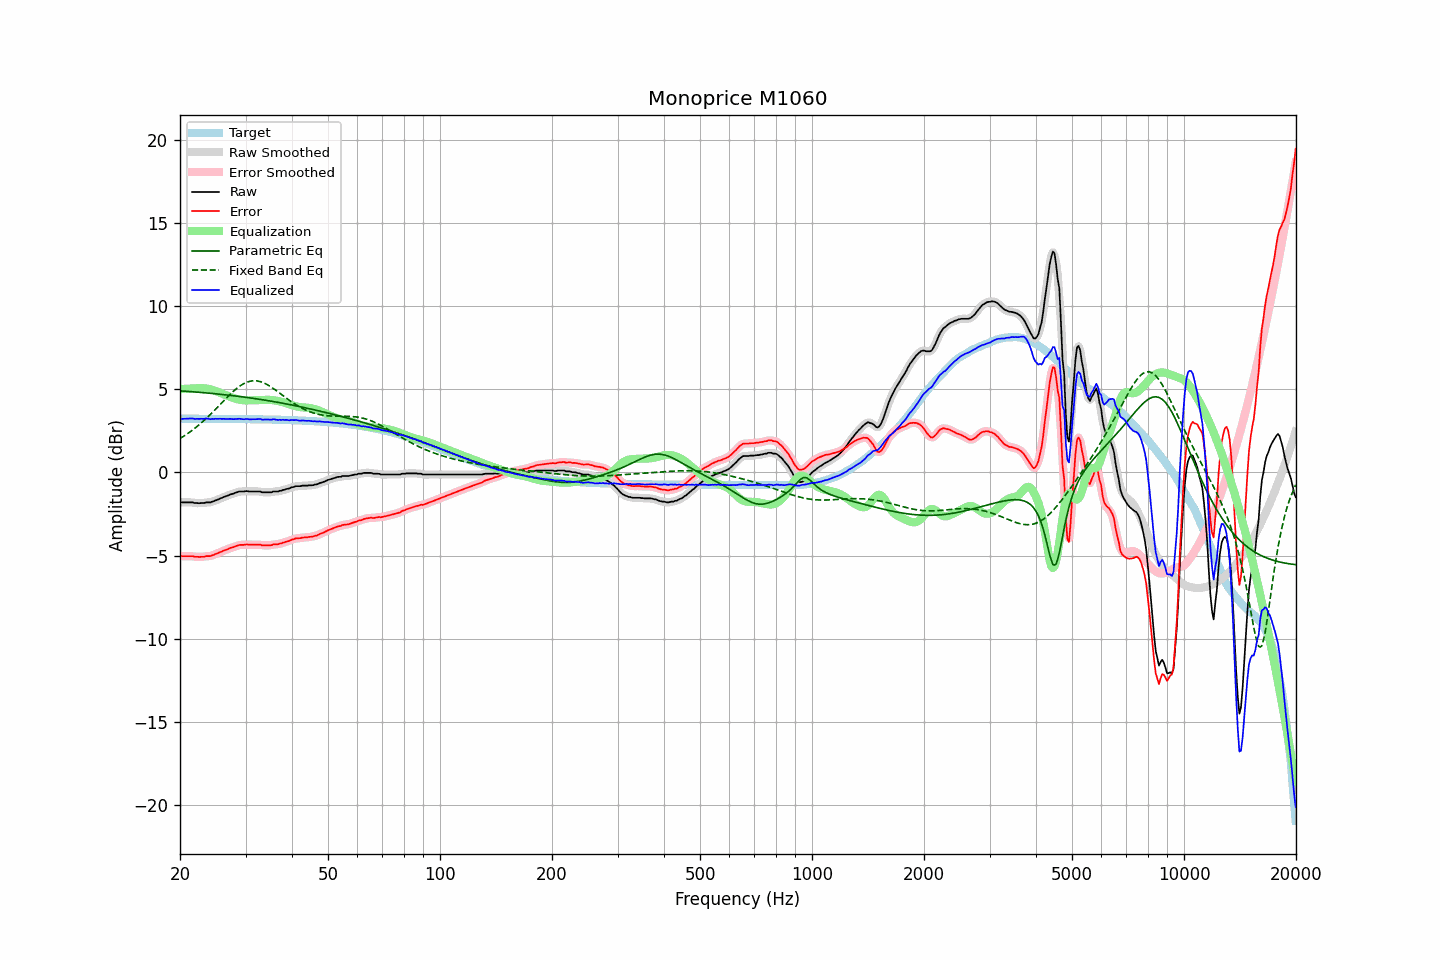 Monoprice M1060
Target
Raw Smoothed
Error Smoothed
Raw
Error
Equalization
Parametric Eq
Fixed Band Eq
Equalized
20
15
10
5
0
−5
−10
−15
−20
Amplitude (dBr)
20
50
100
200
500
1000
2000
5000
10000
20000
Frequency (Hz)